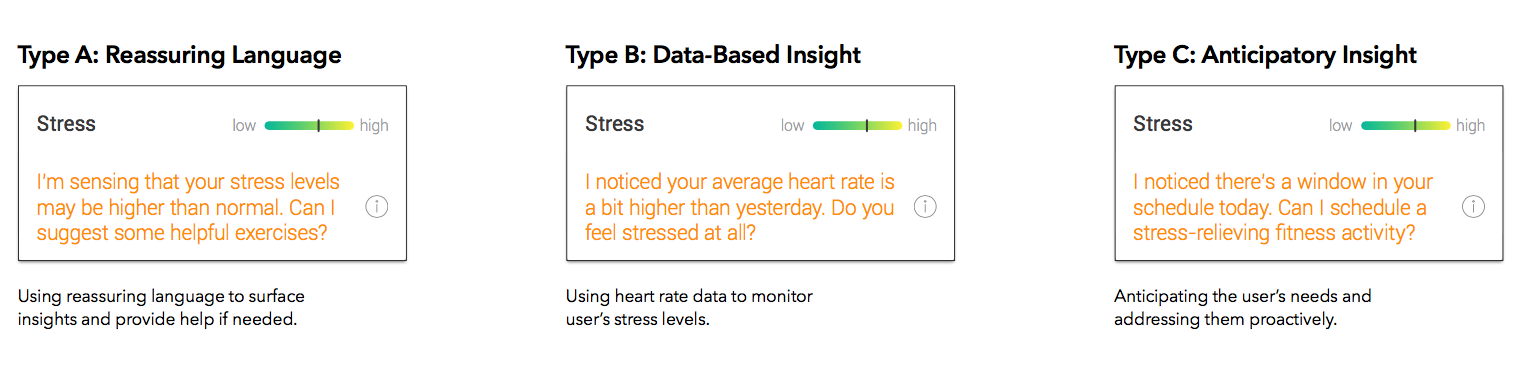 Type A: Reassuring Language
Stress
low
high
I'm sensing that your stress levels
may be higher than normal. Can I
suggest some helpful exercises?
Using reassuring language to surface
insights and provide help if needed.
Type B: Data-Based Insight
Stress
low
high
I noticed your average heart rate is
a bit higher than yesterday. Do you
feel stressed at all?
Using heart rate data to monitor
user's stress levels.
Type C: Anticipatory Insight
Stress
low
high
I noticed there's a window in your
schedule today. Can I schedule a
stress-relieving fitness activity?
Anticipating the user's needs and
addressing them proactively.